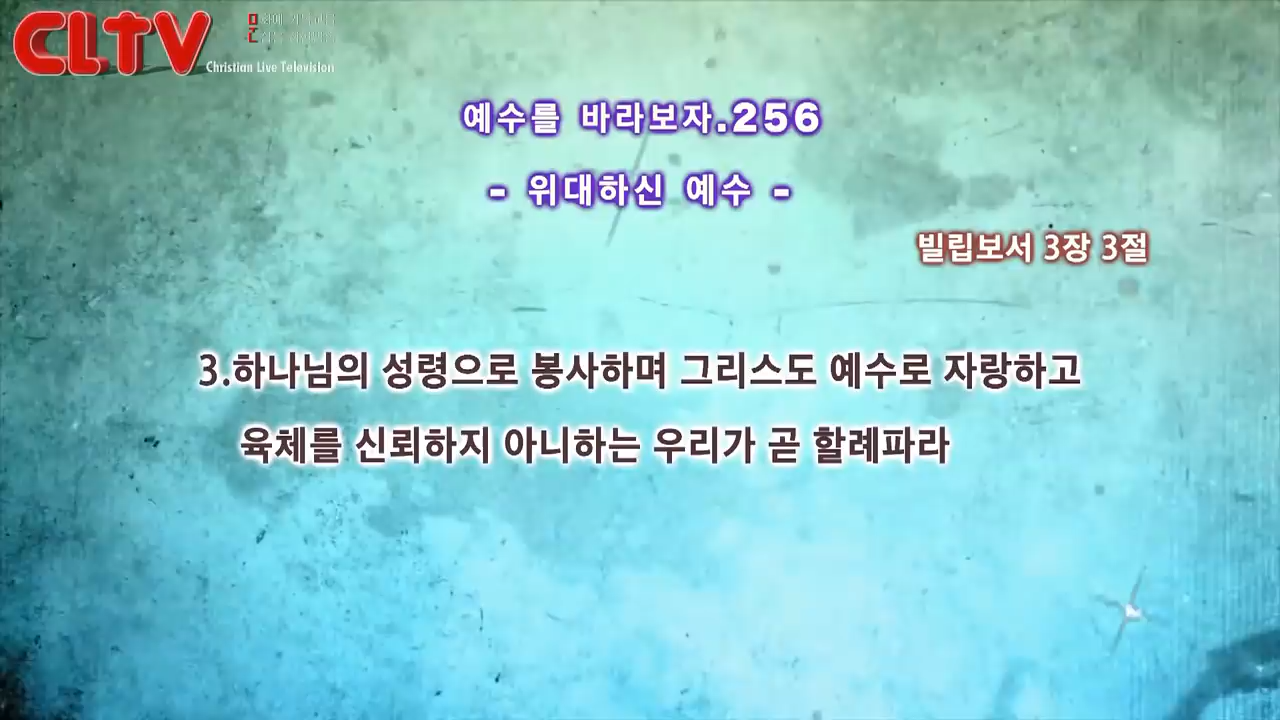 CLTV
Christian Live Television
예수를 바라보자.256
- 위대하신 예수 -
빌립보서 3장 3절
3.하나님의 성령으로 봉사하며 그리스도 예수로 자랑하고
육체를 신뢰하지 아니하는 우리가 곧 할례파라